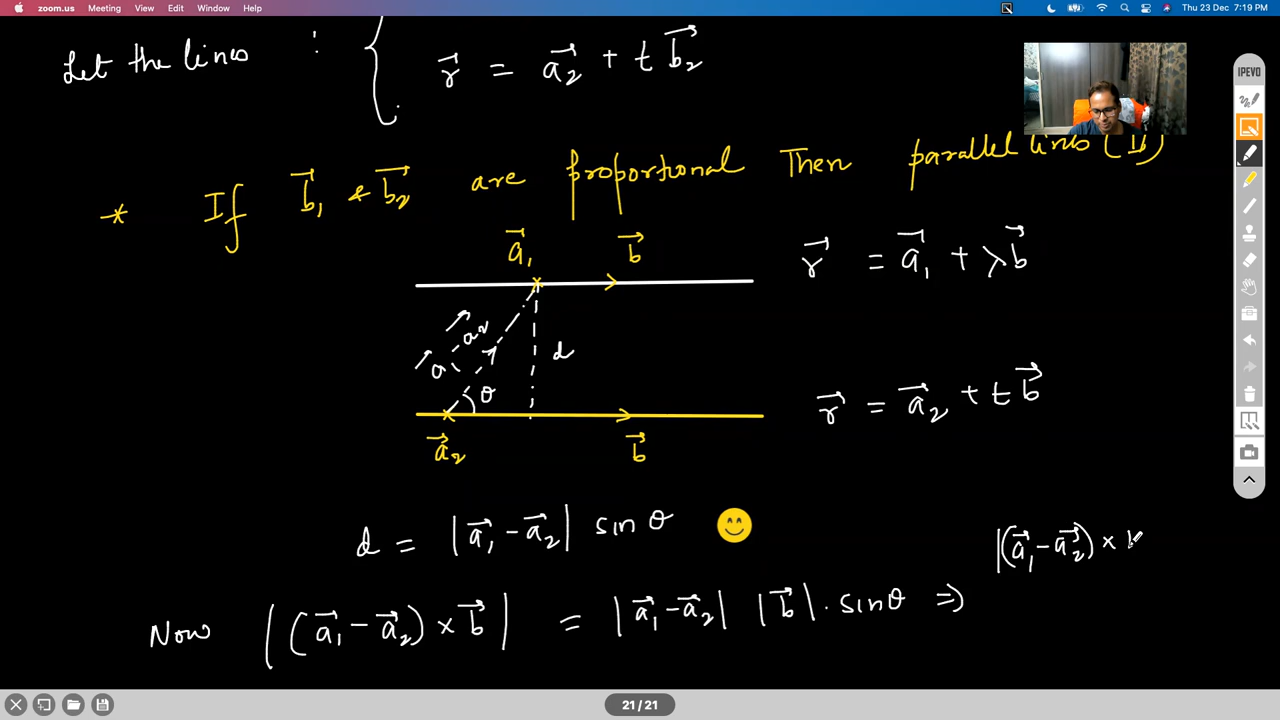 zoom.us Meeting View Edit Window Help Thu 23 Dec 7:19 PM
Let the lines : { r⃗ = a⃗₂ + t b⃗₂
IPEVO
* If b⃗₁ & b⃗₂ are proportional Then parallel lines (||)
a⃗₁ b⃗ r⃗ = a⃗₁ + λb⃗
a⃗₁ - a⃗₂ d
θ
r⃗ = a⃗₂ + t b⃗
a⃗₂ b⃗
d = |a⃗₁ - a⃗₂| sin θ
|(a⃗₁ - a⃗₂) ×
Now |(a⃗₁ - a⃗₂) × b⃗| = |a⃗₁ - a⃗₂| |b⃗| . sin θ ⇒
21 / 21